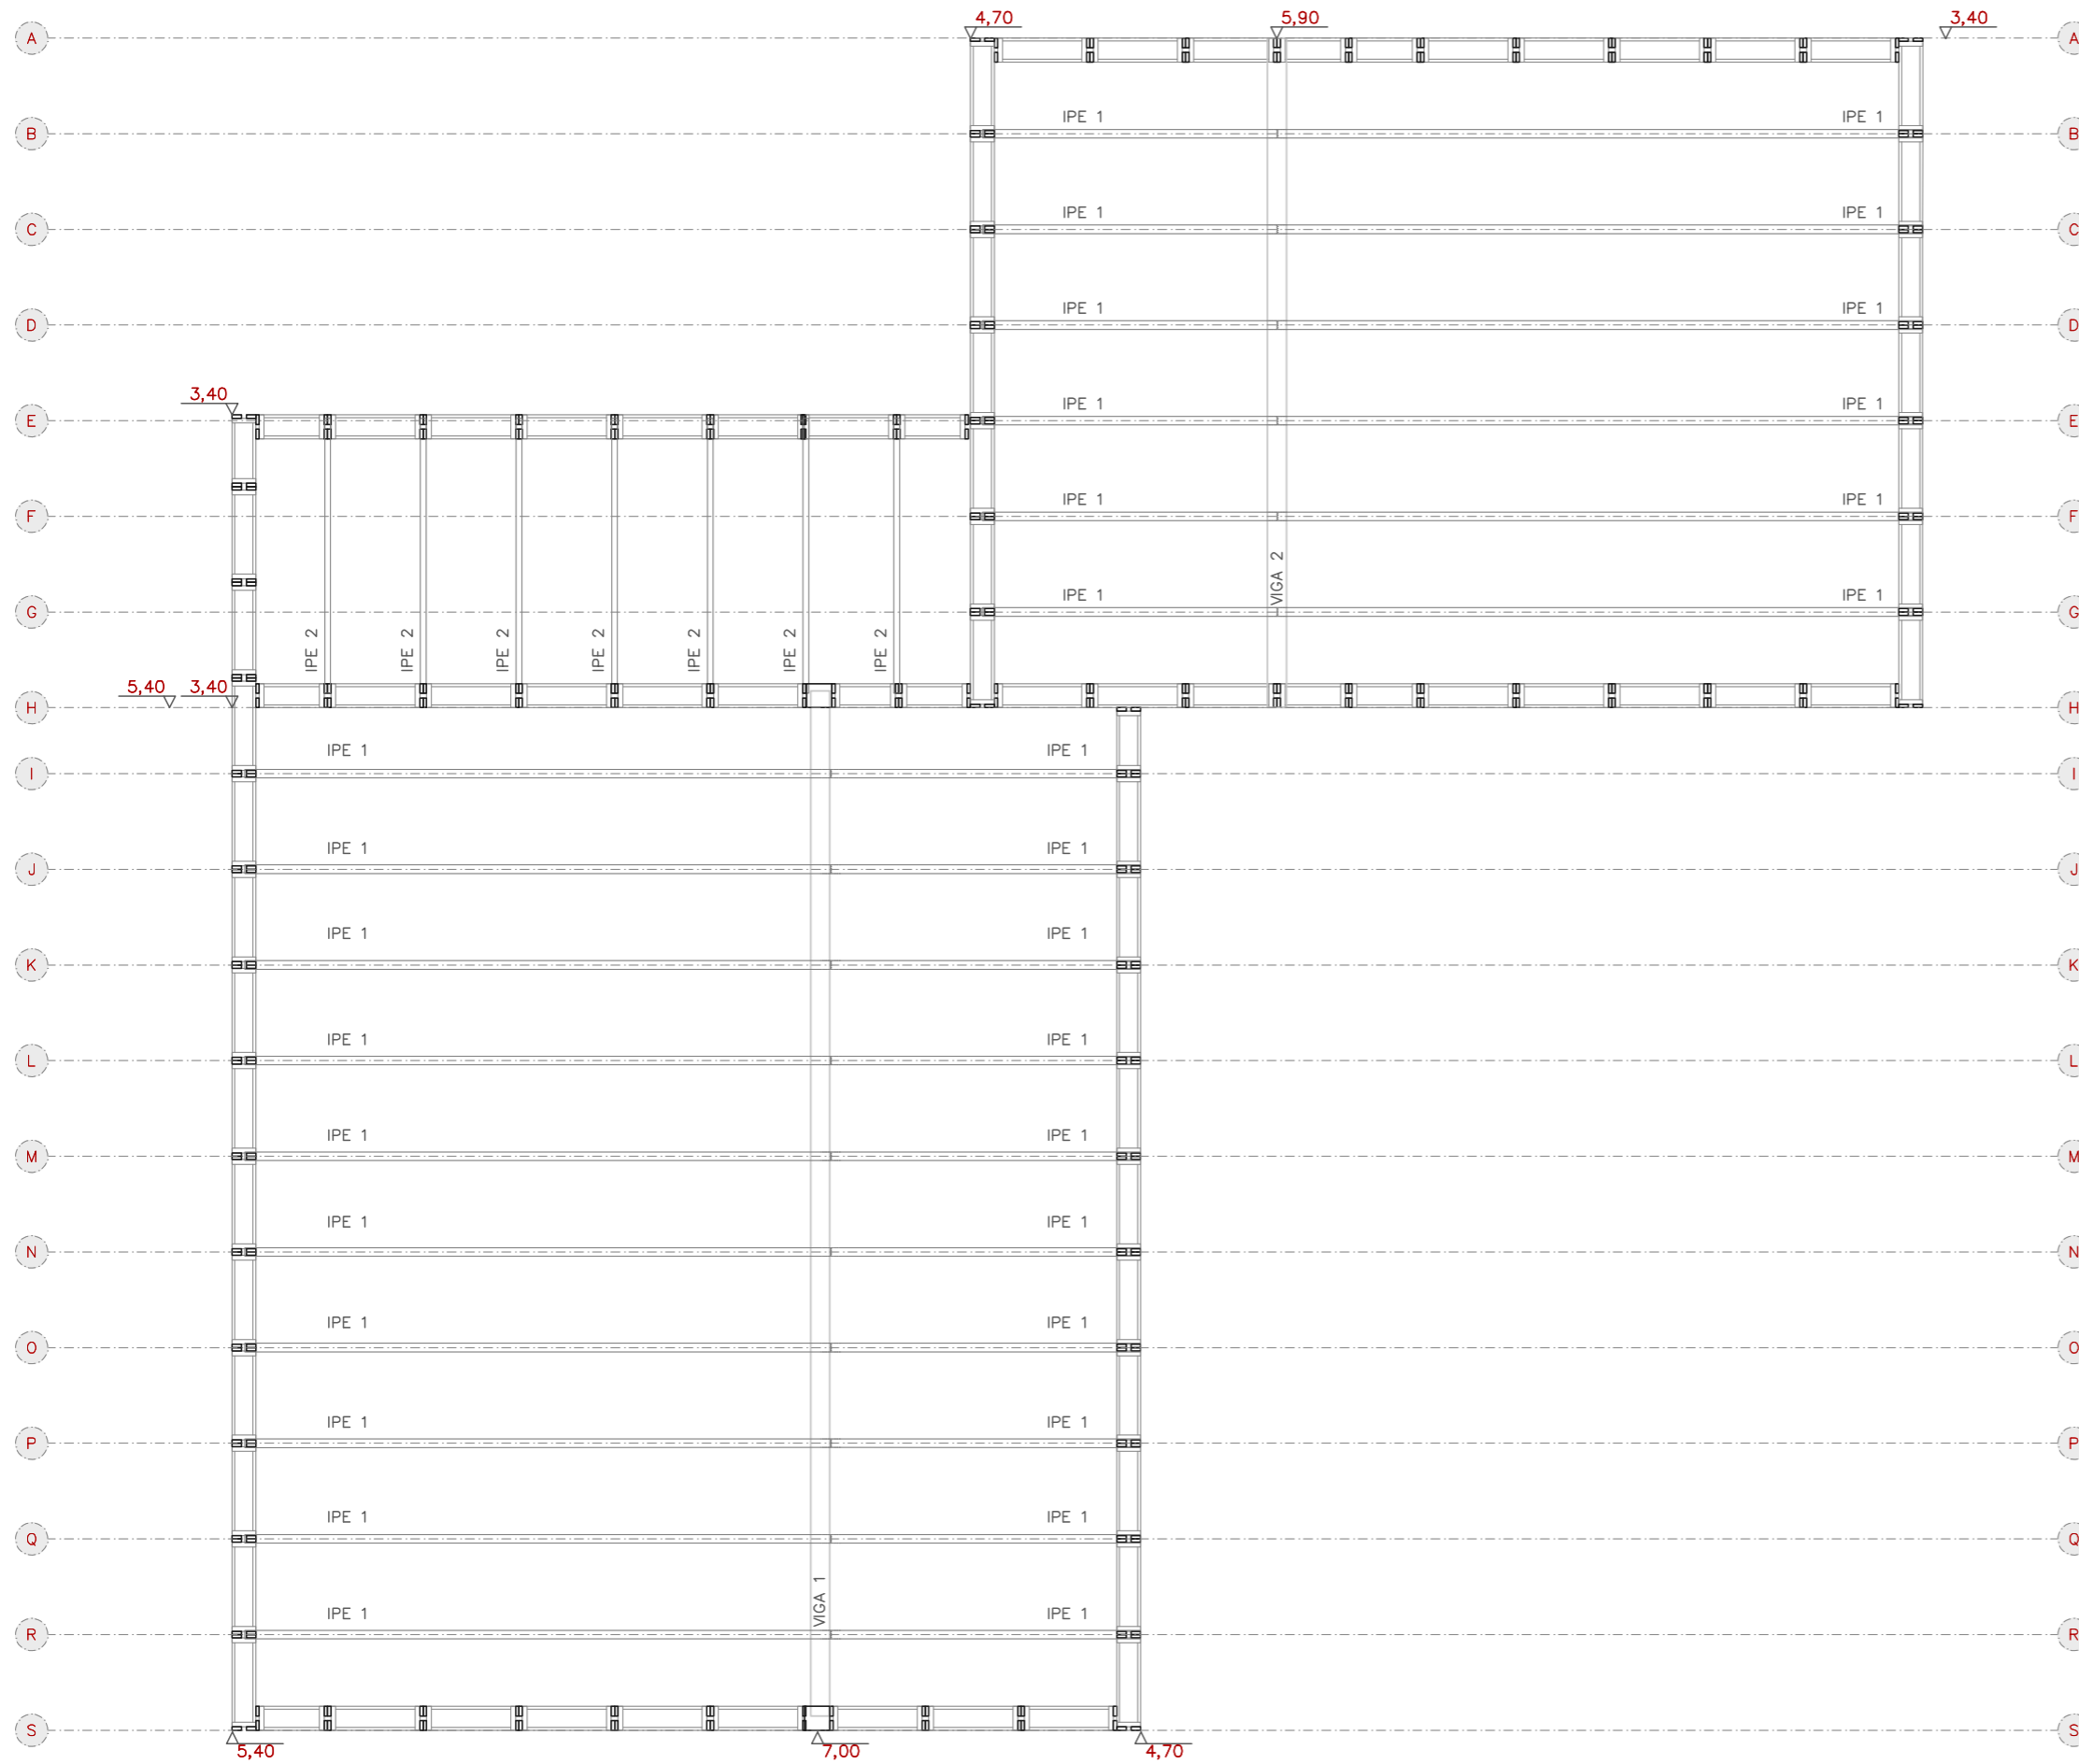 4,70 5,90 3,40
A A
IPE 1 IPE 1
B B
IPE 1 IPE 1
C C
IPE 1 IPE 1
D D
3,40
IPE 1 IPE 1
E E
IPE 1 IPE 1
F F
VIGA 2
IPE 1 IPE 1
G G
IPE 2 IPE 2 IPE 2 IPE 2 IPE 2 IPE 2 IPE 2
5,40 3,40
H H
IPE 1 IPE 1
I I
IPE 1 IPE 1
J J
IPE 1 IPE 1
K K
IPE 1 IPE 1
L L
IPE 1 IPE 1
M M
IPE 1 IPE 1
N N
IPE 1 IPE 1
O O
IPE 1 IPE 1
P P
IPE 1 IPE 1
Q Q
VIGA 1
IPE 1 IPE 1
R R
S S
5,40 7,00 4,70